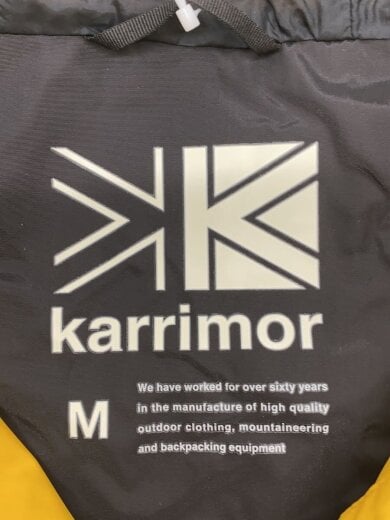 karrimor
M
We have worked for over sixty years
in the manufacture of high quality
outdoor clothing, mountaineering
and backpacking equipment